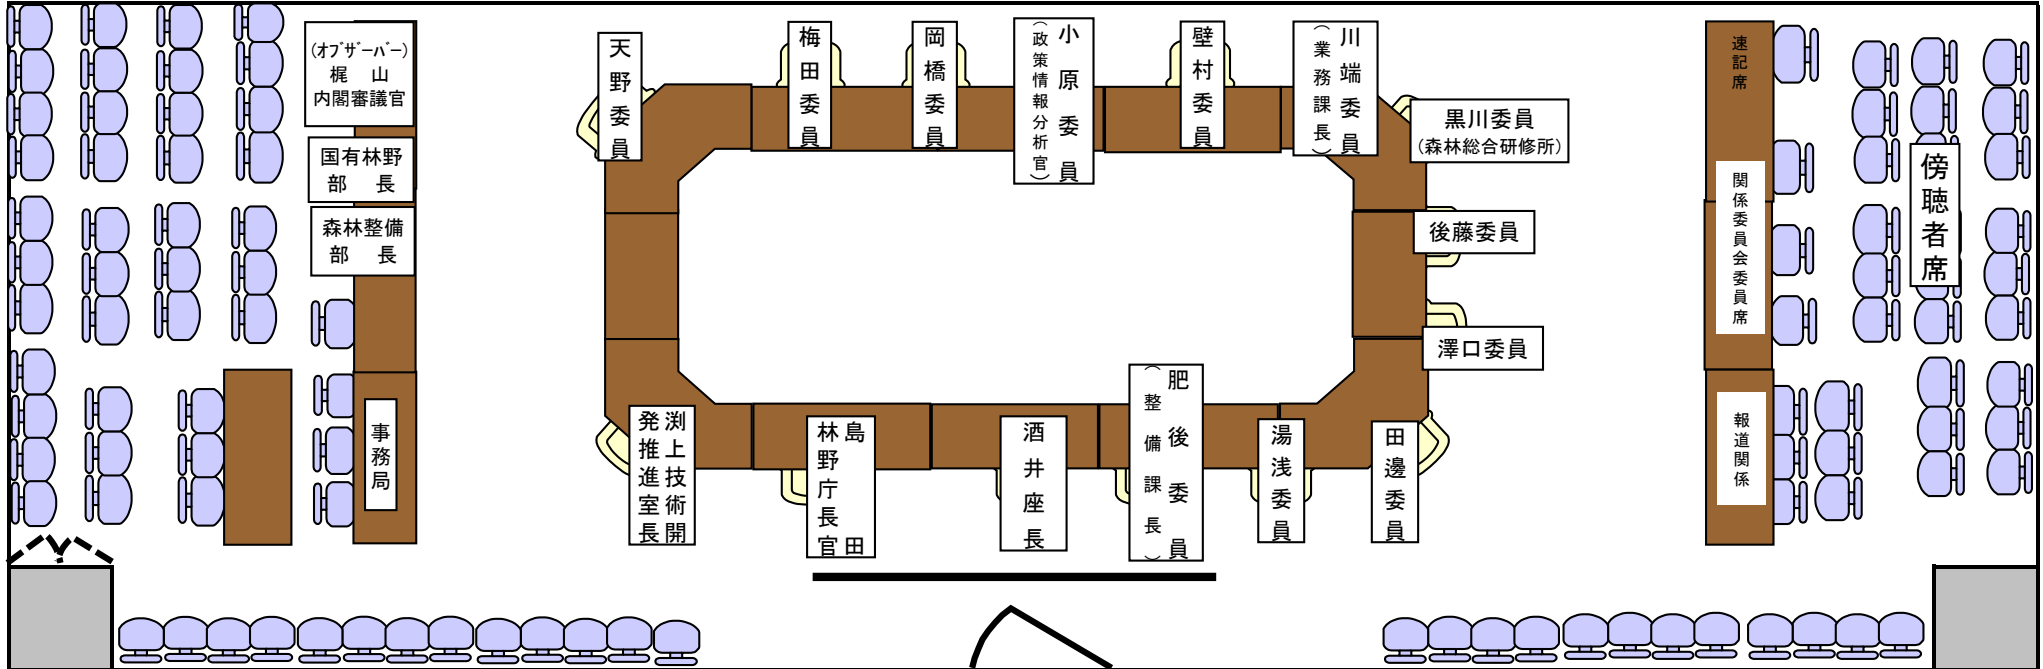 (ｵﾌﾞｻﾞｰﾊﾞｰ)
梶　山
内閣審議官
国有林野
部　長
森林整備
部　長
事務局
天野委員
梅田委員
岡橋委員
小原委員
（政策情報分析官）
壁村委員
川端委員
（業務課長）
黒川委員
（森林総合研修所）
後藤委員
澤口委員
渕上技術開
発推進室長
島田
林野庁長官
酒井座長
肥後委員
（整備課長）
湯浅委員
田邊委員
速記席
関係委員会委員席
報道関係
傍聴者席